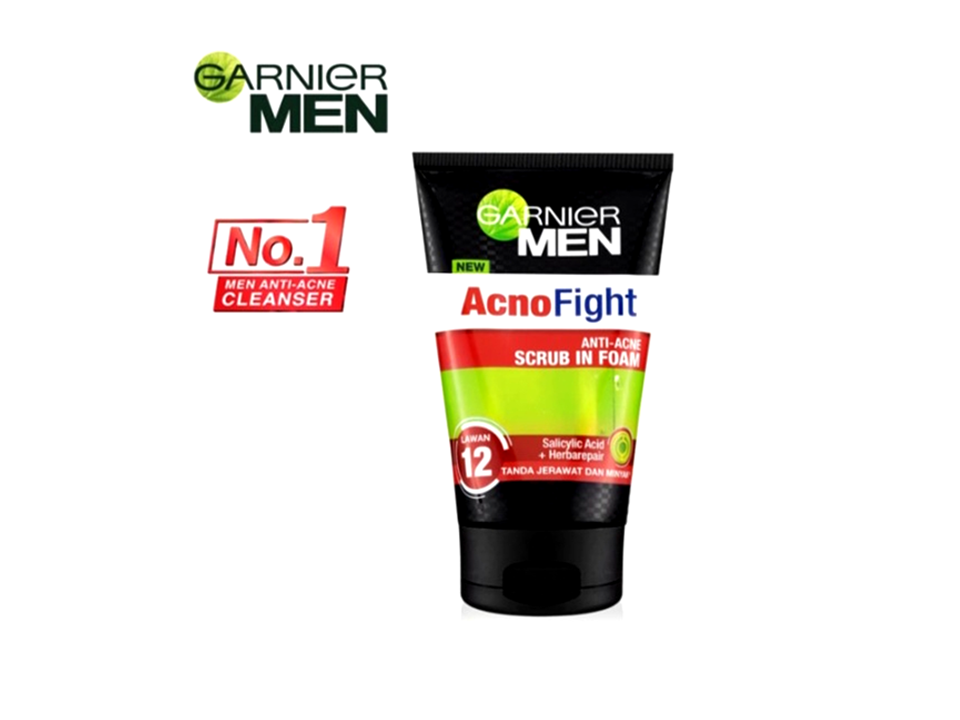 GARNIER
MEN
No.1
MEN ANTI-ACNE
CLEANSER
GARNIER
MEN
NEW
AcnoFight
ANTI-ACNE
SCRUB IN FOAM
LAWAN
12
Salicylic Acid
+ Herbarepair
TANDA JERAWAT DAN MINYAK